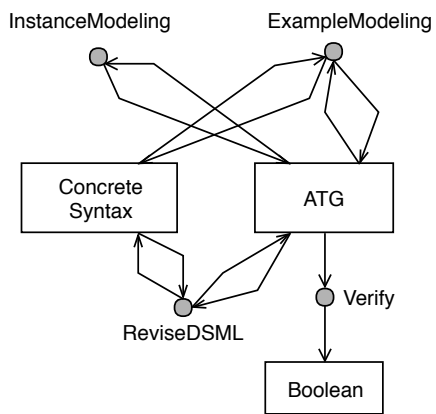 InstanceModeling
ExampleModeling
Concrete
Syntax
ATG
Verify
ReviseDSML
Boolean